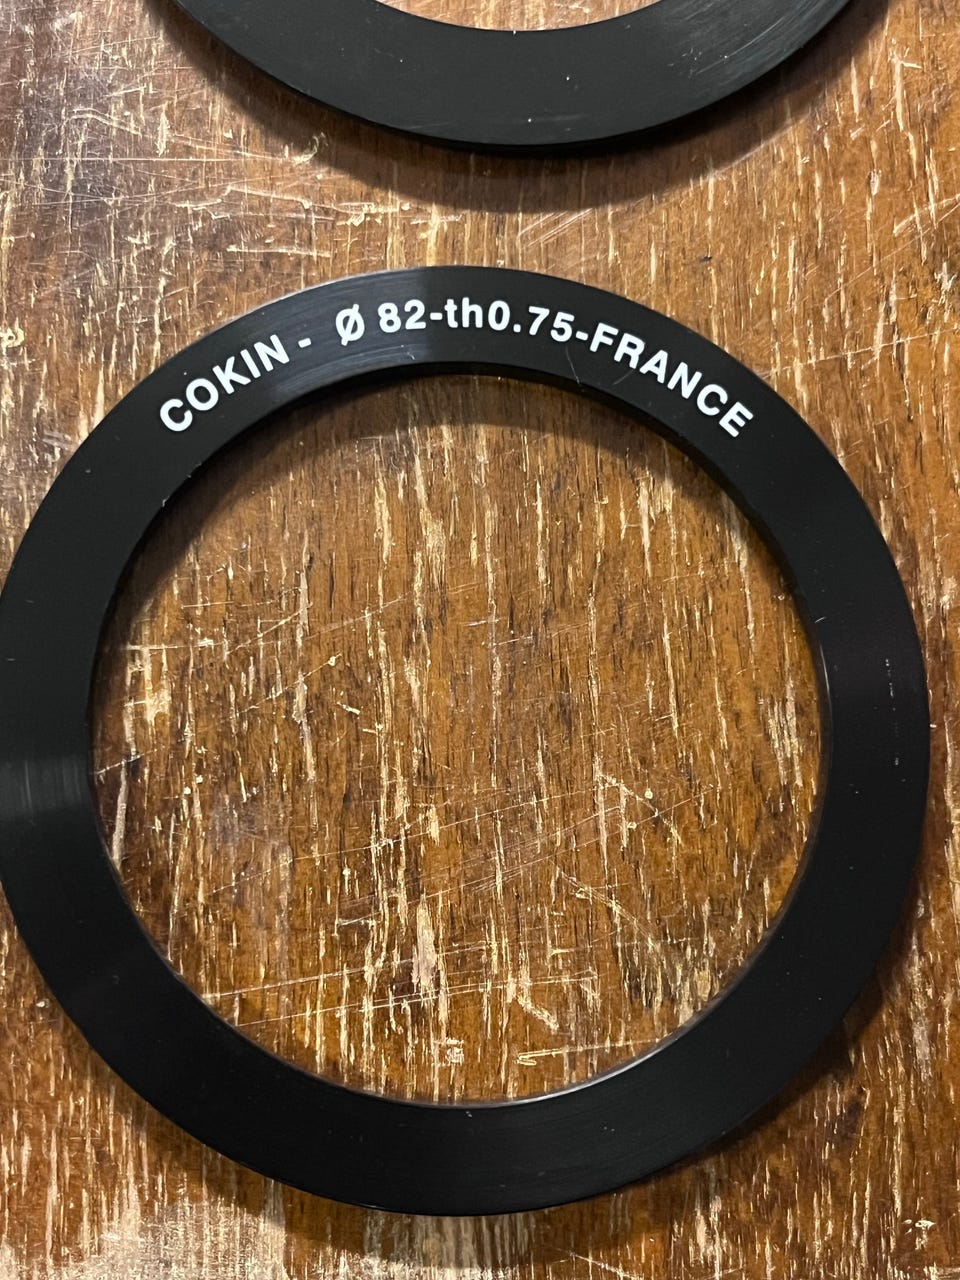 COKIN - Ø 82-th0.75-FRANCE